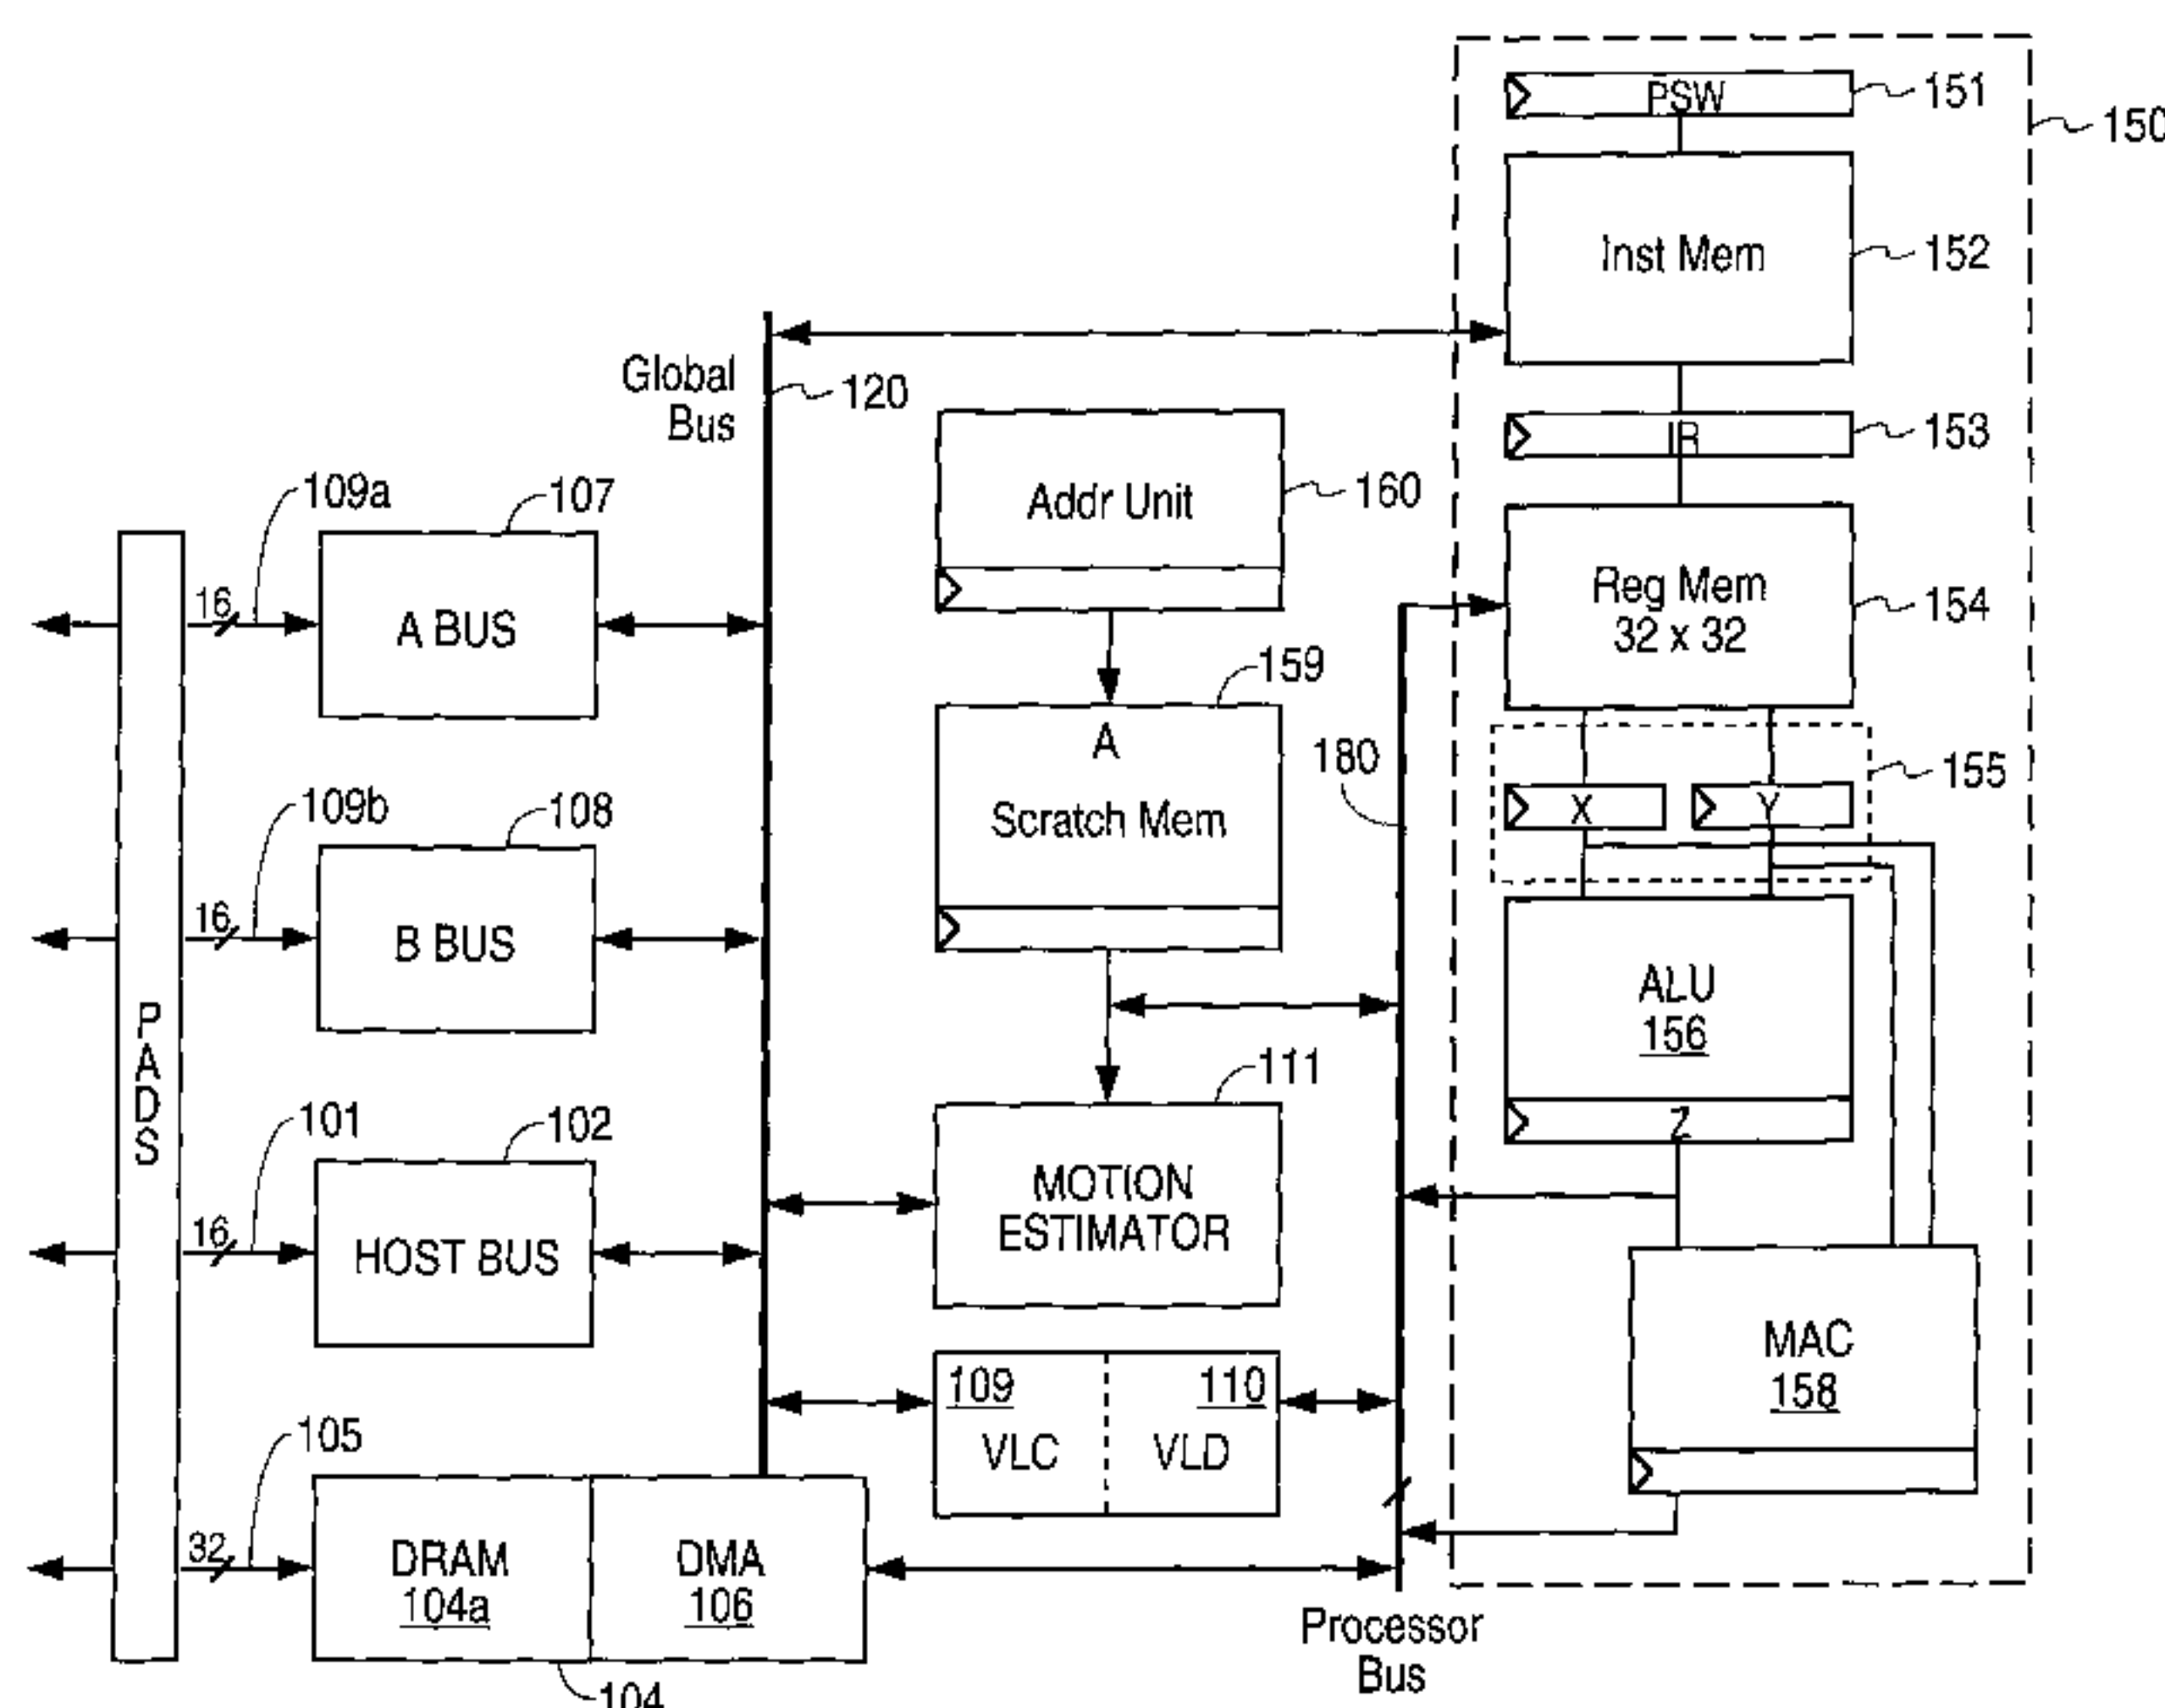 PSW
151
150
Inst Mem
152
Global
Bus
120
IR
153
109a
107
Addr Unit
160
Reg Mem
32 x 32
154
16
A BUS
159
A
Scratch Mem
180
X
Y
155
109b
108
16
B BUS
ALU
156
Z
PADS
111
MOTION
ESTIMATOR
101
102
16
HOST BUS
MAC
158
109
VLC
110
VLD
105
32
DRAM
104a
DMA
106
104
Processor
Bus